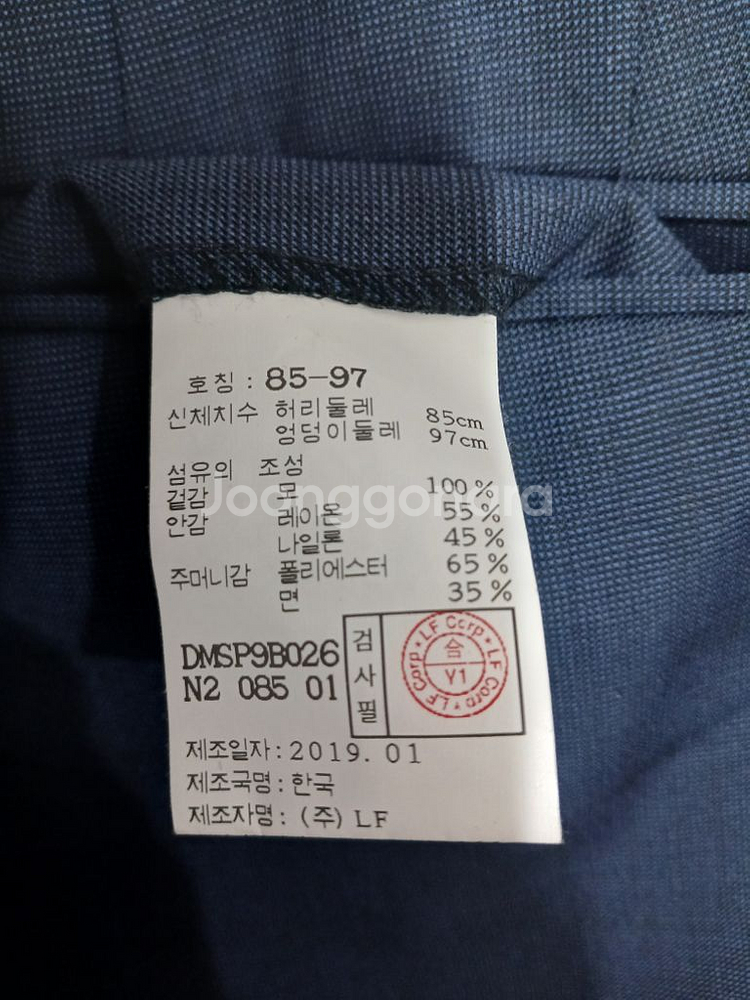 호칭 : 85-97
신체치수 허리둘레 85cm
엉덩이둘레 97cm
섬유의 조성
겉감 모 100%
안감 레이온 55%
나일론 45%
주머니감 폴리에스터 65%
면 35%
DMSP9B026
N2 085 01
검사필
LF Corp · LF Corp · LF Corp
合
Y1
제조일자: 2019. 01
제조국명: 한국
제조자명: (주) LF
Joonggonara